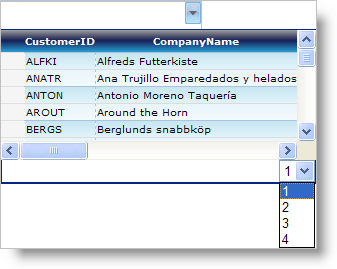 CustomerID CompanyName
ALFKI Alfreds Futterkiste
ANATR Ana Trujillo Emparedados y helados
ANTON Antonio Moreno Taquería
AROUT Around the Horn
BERGS Berglunds snabbköp
1
1
2
3
4